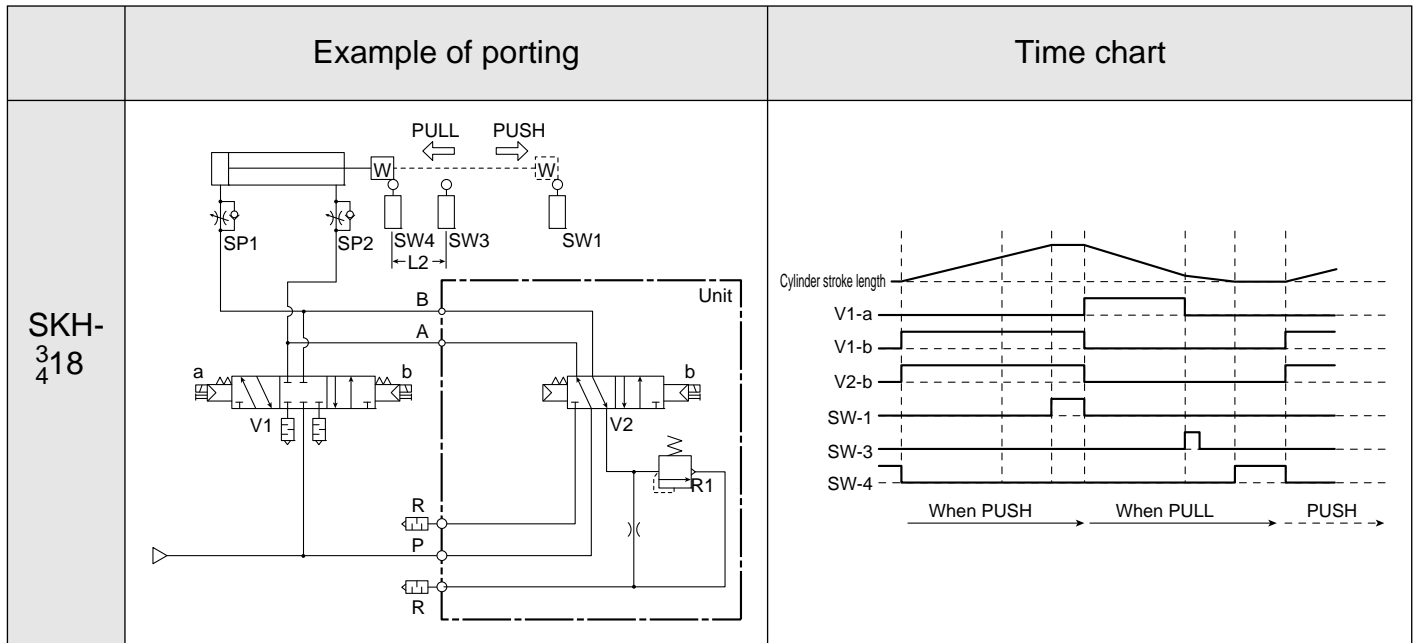 Example of porting
Time chart
SKH-
3/4 18
PULL PUSH
W W
SP1 SP2 SW4 SW3 SW1
L2
B Unit
A
a b b
V1 V2
R1
R
P
R
Cylinder stroke length
V1-a
V1-b
V2-b
SW-1
SW-3
SW-4
When PUSH When PULL PUSH